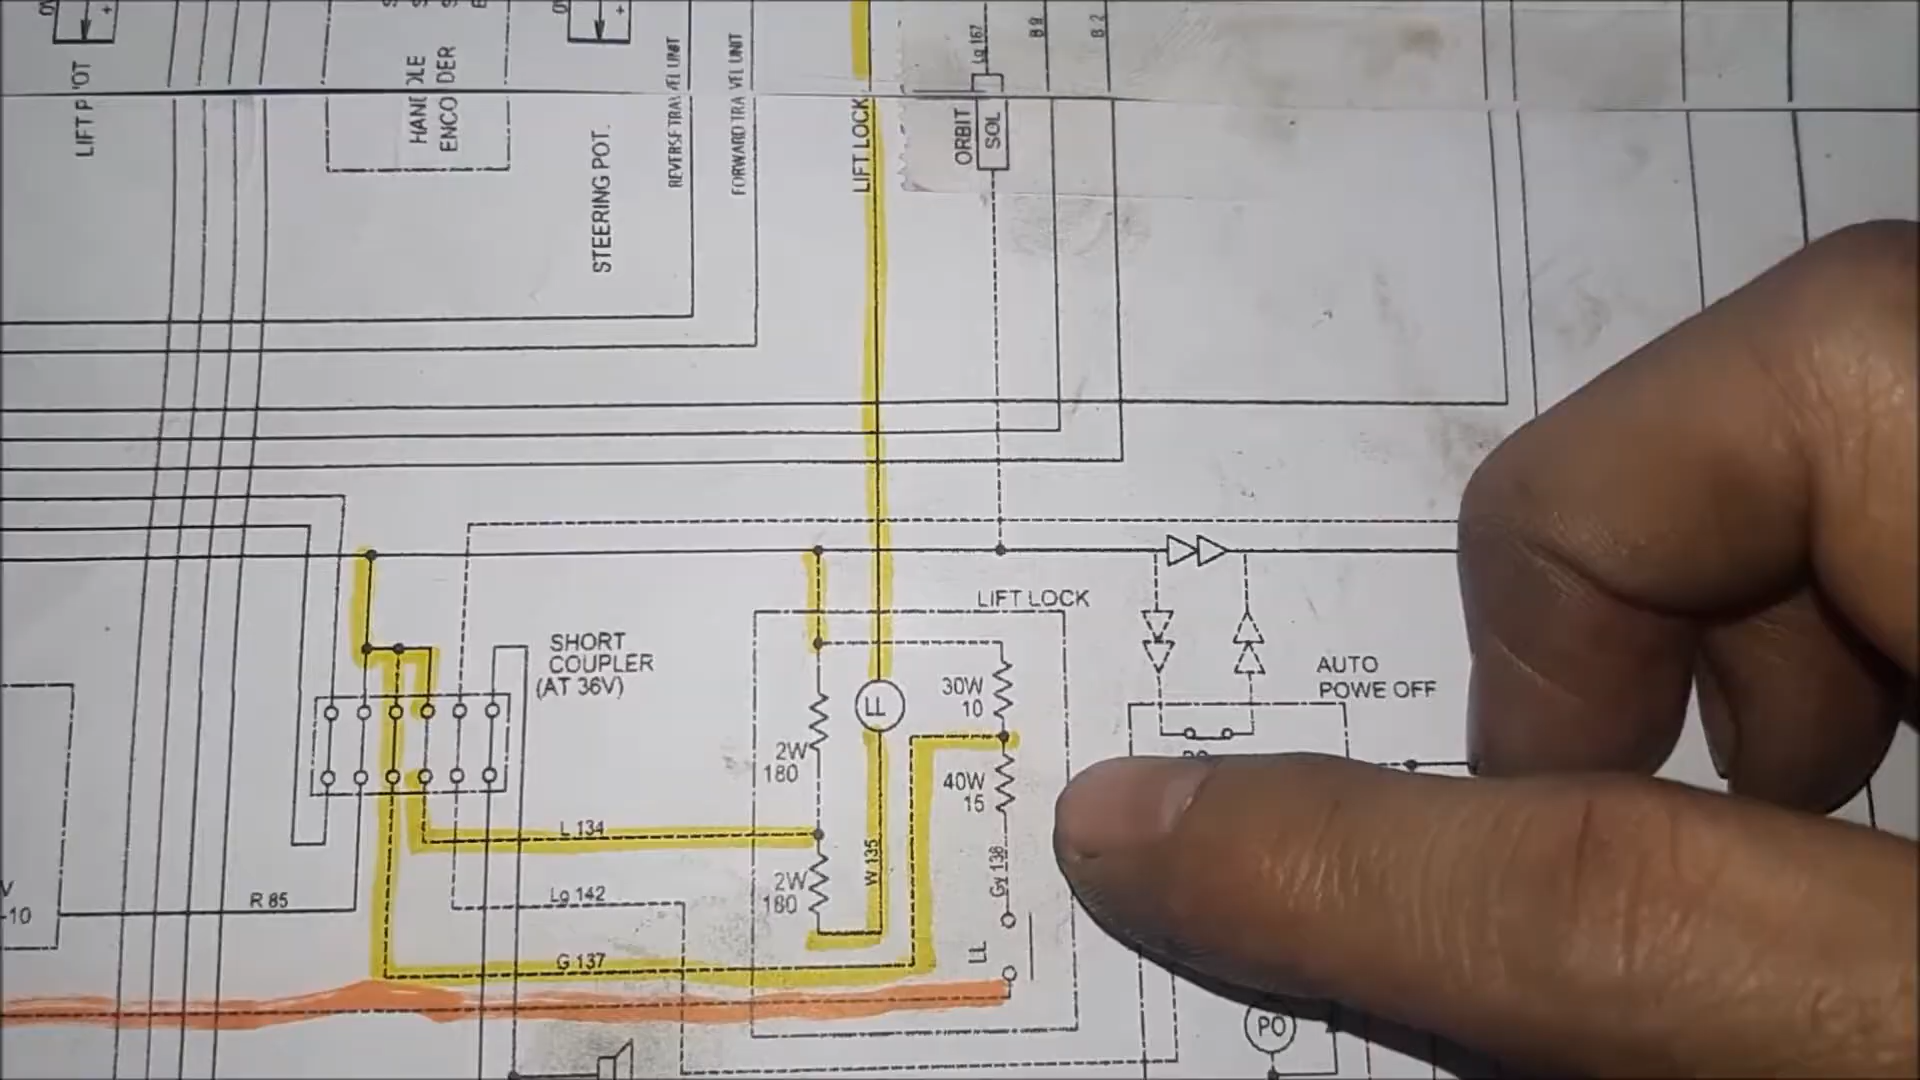 LIFT POT
HANDLE
ENCODER
STEERING POT.
REVERSE TRAVEL UNIT
FORWARD TRAVEL UNIT
LIFT LOCK
ORBIT
SOL
Lg 167
B 9
B 2
LIFT LOCK
SHORT
COUPLER
(AT 36V)
AUTO
POWE OFF
LL
30W
10
2W
180
40W
15
L 134
W 135
Gy 138
2W
180
R 85
Lg 142
V
-10
G 137
LL
PO